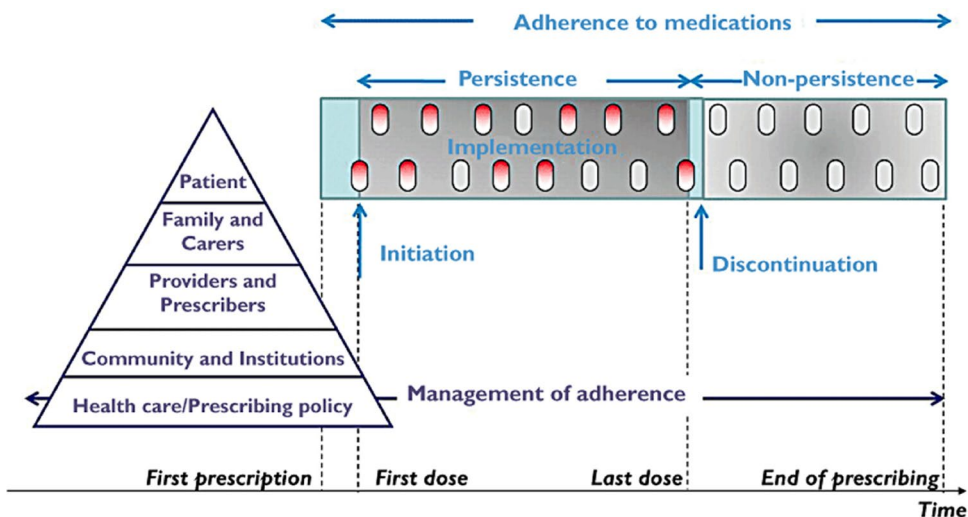 Adherence to medications
Persistence
Non-persistence
Implementation
Patient
Family and
Carers
Initiation
Discontinuation
Providers and
Prescribers
Community and Institutions
Management of adherence
Health care/Prescribing policy
First prescription
First dose
Last dose
End of prescribing
Time